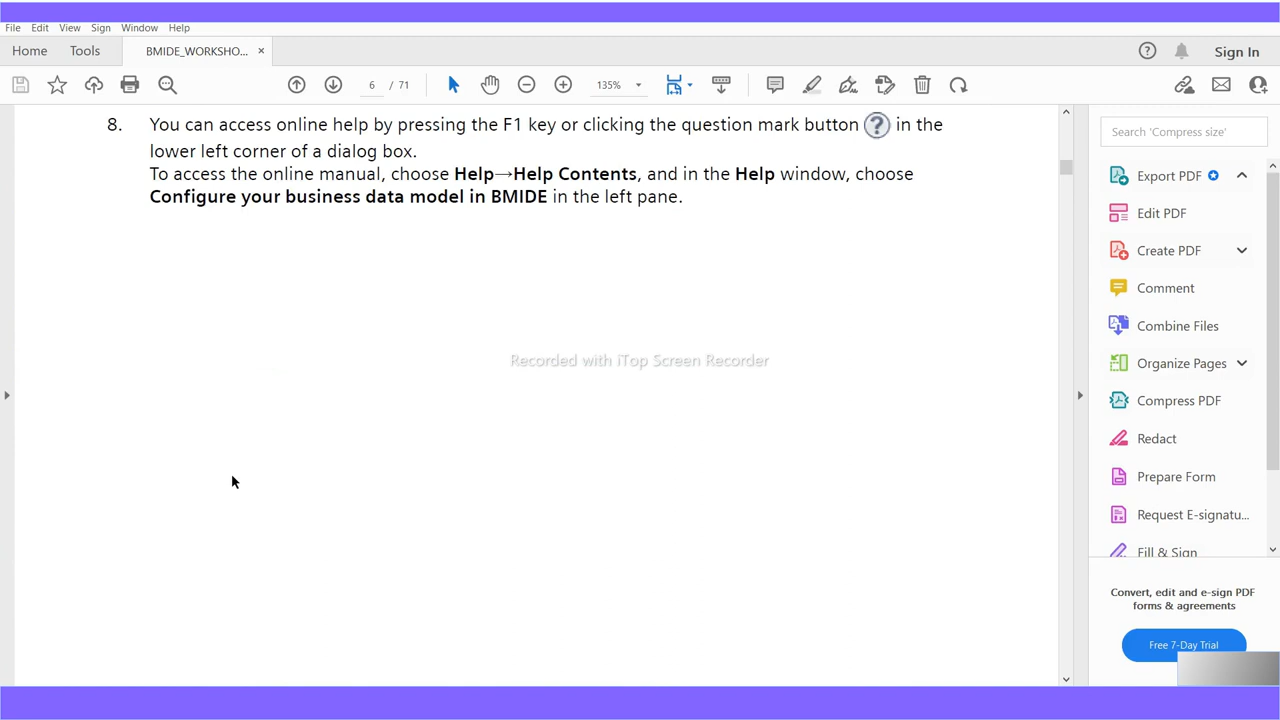 File Edit View Sign Window Help
Home Tools BMIDE_WORKSHO... × Sign In
6 / 71 135%
8. You can access online help by pressing the F1 key or clicking the question mark button ? in the
lower left corner of a dialog box.
To access the online manual, choose Help→Help Contents, and in the Help window, choose
Configure your business data model in BMIDE in the left pane.
Recorded with iTop Screen Recorder
Search 'Compress size'
Export PDF
Edit PDF
Create PDF
Comment
Combine Files
Organize Pages
Compress PDF
Redact
Prepare Form
Request E-signatu...
Fill & Sign
Convert, edit and e-sign PDF
forms & agreements
Free 7-Day Trial